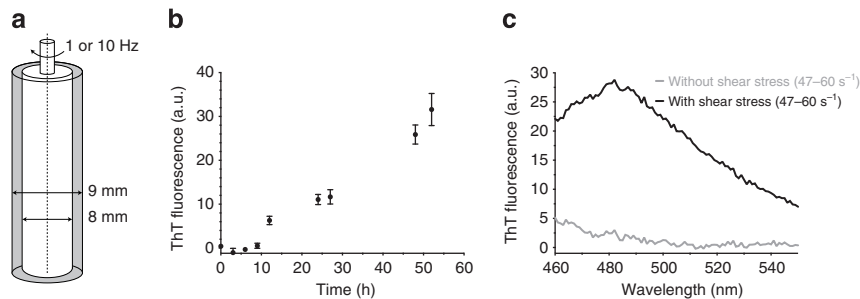 a
1 or 10 Hz
9 mm
8 mm
b
ThT fluorescence (a.u.)
40
30
20
10
0
0 10 20 30 40 50 60
Time (h)
c
ThT fluorescence (a.u.)
30
25
20
15
10
5
0
Without shear stress (47–60 s⁻¹)
With shear stress (47–60 s⁻¹)
460 480 500 520 540
Wavelength (nm)